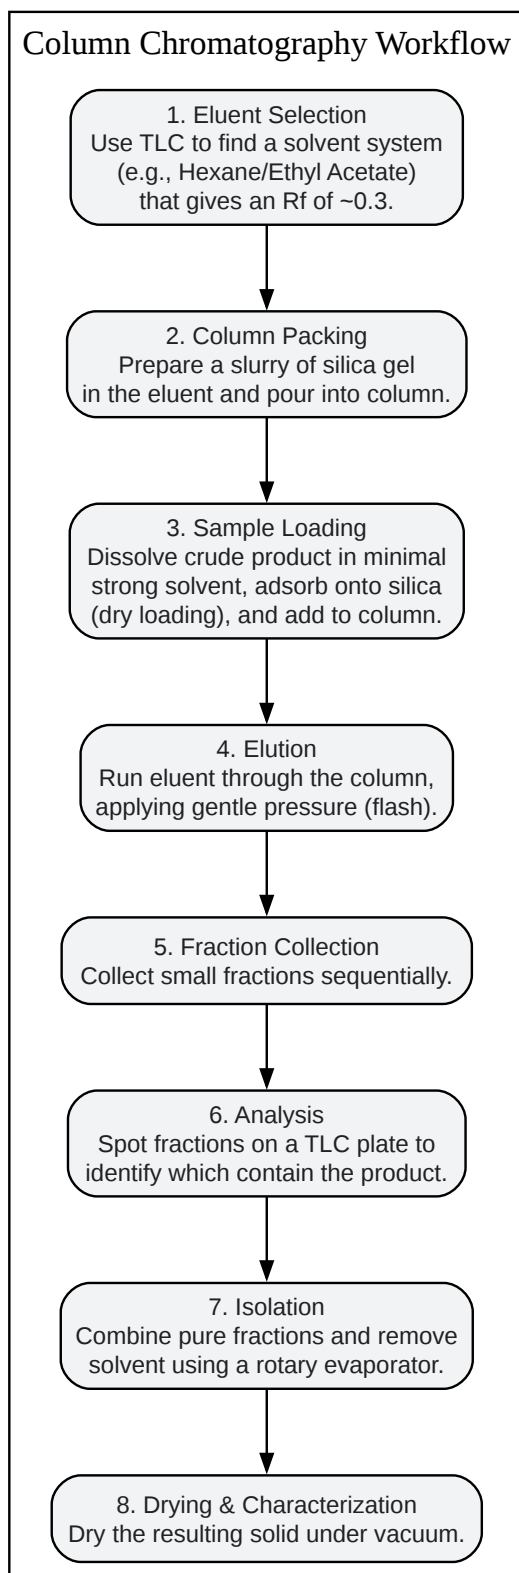 Column Chromatography Workflow
1. Eluent Selection
Use TLC to find a solvent system
(e.g., Hexane/Ethyl Acetate)
that gives an Rf of ~0.3.
2. Column Packing
Prepare a slurry of silica gel
in the eluent and pour into column.
3. Sample Loading
Dissolve crude product in minimal
strong solvent, adsorb onto silica
(dry loading), and add to column.
4. Elution
Run eluent through the column,
applying gentle pressure (flash).
5. Fraction Collection
Collect small fractions sequentially.
6. Analysis
Spot fractions on a TLC plate to
identify which contain the product.
7. Isolation
Combine pure fractions and remove
solvent using a rotary evaporator.
8. Drying & Characterization
Dry the resulting solid under vacuum.